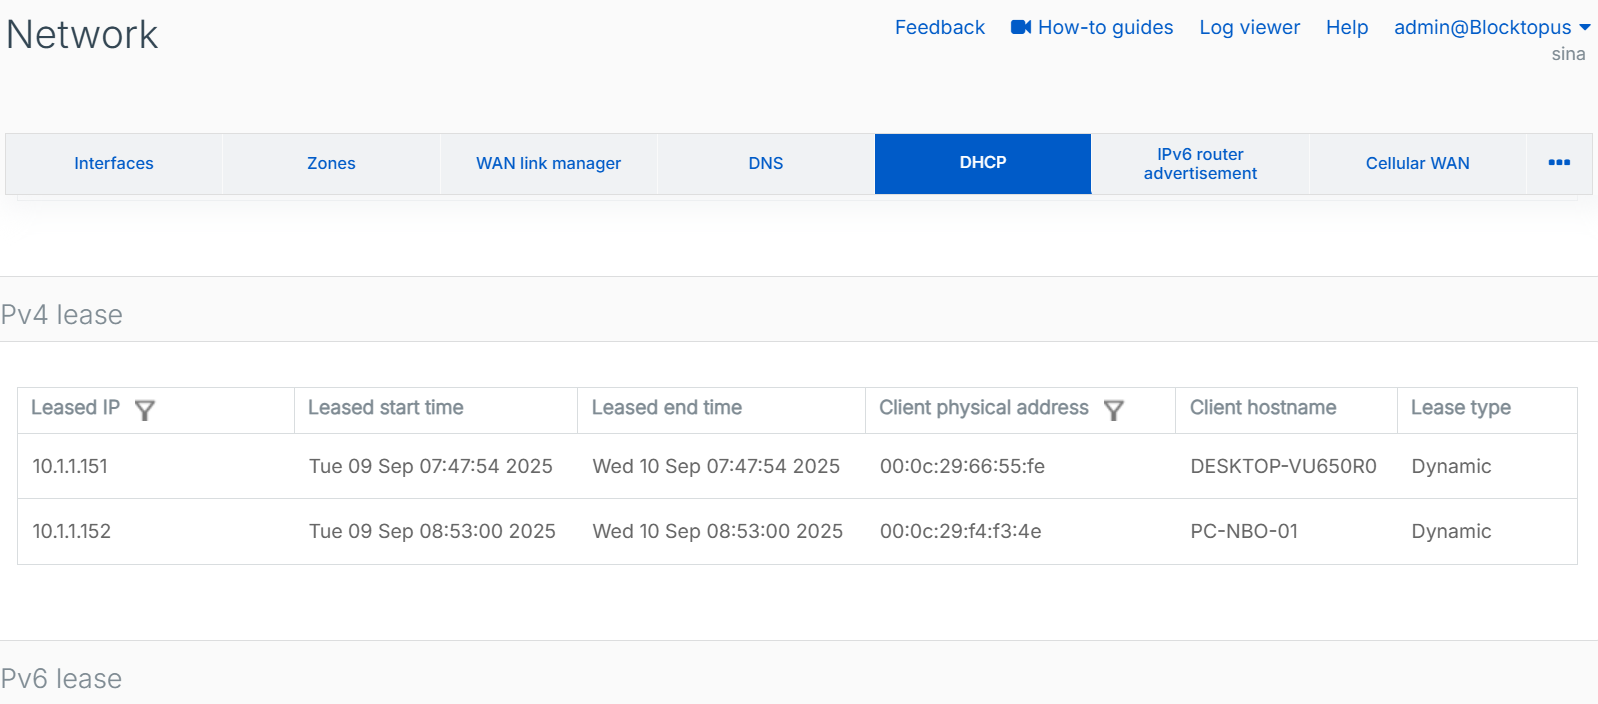 Network
Feedback How-to guides Log viewer Help admin@Blocktopus
sina
Interfaces Zones WAN link manager DNS DHCP IPv6 router advertisement Cellular WAN
Pv4 lease
Leased IP Leased start time Leased end time Client physical address Client hostname Lease type
10.1.1.151 Tue 09 Sep 07:47:54 2025 Wed 10 Sep 07:47:54 2025 00:0c:29:66:55:fe DESKTOP-VU650R0 Dynamic
10.1.1.152 Tue 09 Sep 08:53:00 2025 Wed 10 Sep 08:53:00 2025 00:0c:29:f4:f3:4e PC-NBO-01 Dynamic
Pv6 lease